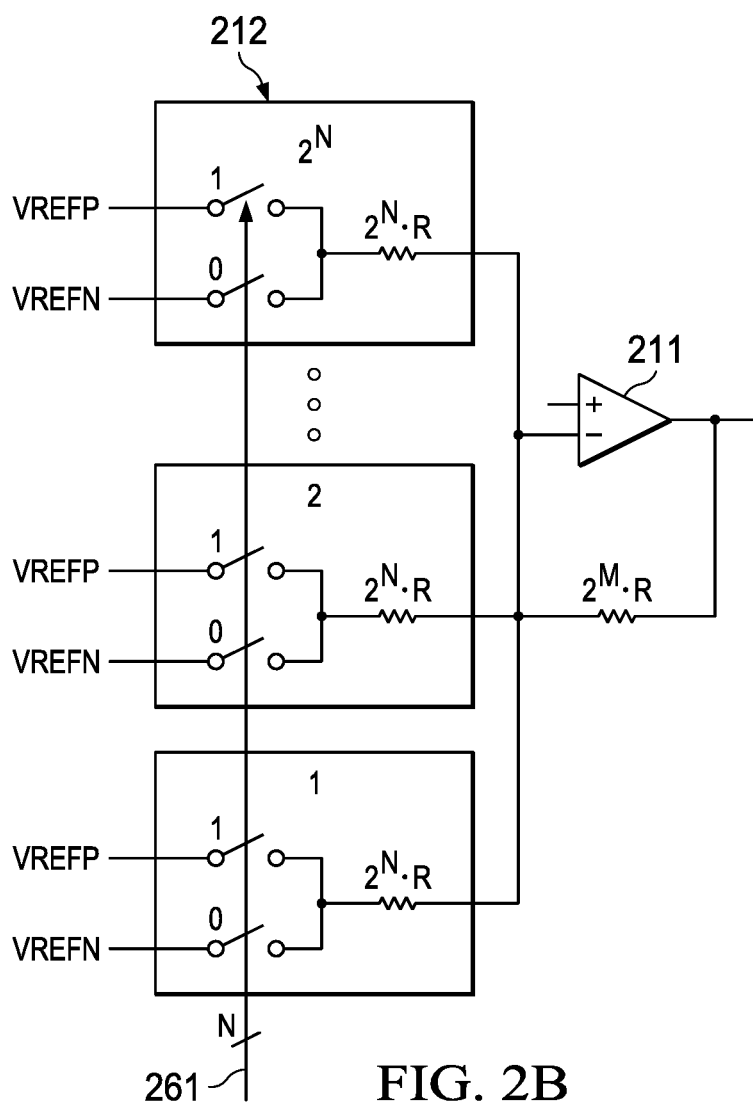 212
2^N
VREFP
1
2^N·R
VREFN
0
211
+
−
2
VREFP
1
2^N·R
2^M·R
VREFN
0
1
VREFP
1
2^N·R
VREFN
0
N
261
FIG. 2B